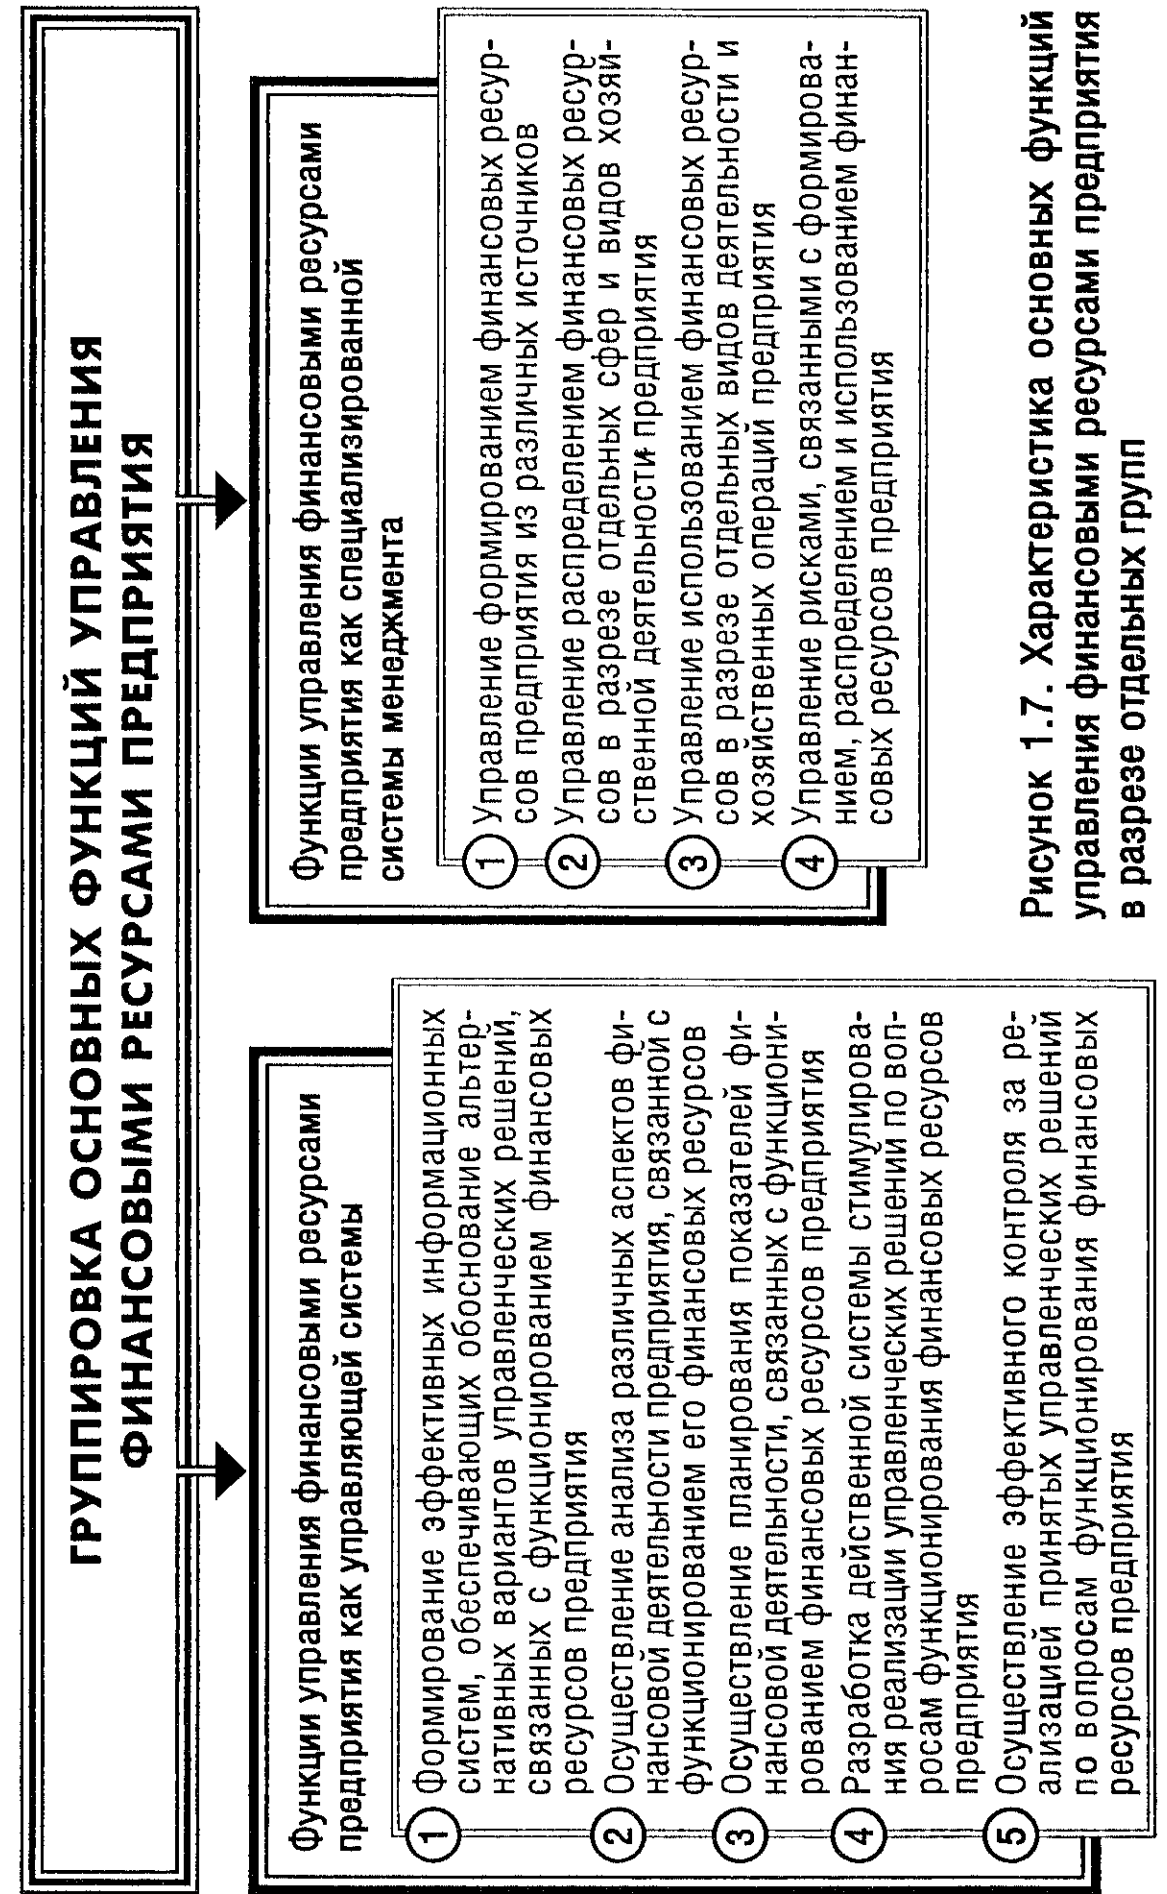 ГРУППИРОВКА ОСНОВНЫХ ФУНКЦИЙ УПРАВЛЕНИЯ
ФИНАНСОВЫМИ РЕСУРСАМИ ПРЕДПРИЯТИЯ
Функции управления финансовыми ресурсами
предприятия как управляющей системы
1 Формирование эффективных информационных
систем, обеспечивающих обоснование альтер-
нативных вариантов управленческих решений,
связанных с функционированием финансовых
ресурсов предприятия
2 Осуществление анализа различных аспектов фи-
нансовой деятельности предприятия, связанной с
функционированием его финансовых ресурсов
3 Осуществление планирования показателей фи-
нансовой деятельности, связанных с функциони-
рованием финансовых ресурсов предприятия
4 Разработка действенной системы стимулирова-
ния реализации управленческих решений по воп-
росам функционирования финансовых ресурсов
предприятия
5 Осуществление эффективного контроля за ре-
ализацией принятых управленческих решений
по вопросам функционирования финансовых
ресурсов предприятия
Функции управления финансовыми ресурсами
предприятия как специализированной
системы менеджмента
1 Управление формированием финансовых ресур-
сов предприятия из различных источников
2 Управление распределением финансовых ресур-
сов в разрезе отдельных сфер и видов хозяй-
ственной деятельности предприятия
3 Управление использованием финансовых ресур-
сов в разрезе отдельных видов деятельности и
хозяйственных операций предприятия
4 Управление рисками, связанными с формирова-
нием, распределением и использованием финан-
совых ресурсов предприятия
Рисунок 1.7. Характеристика основных функций
управления финансовыми ресурсами предприятия
в разрезе отдельных групп